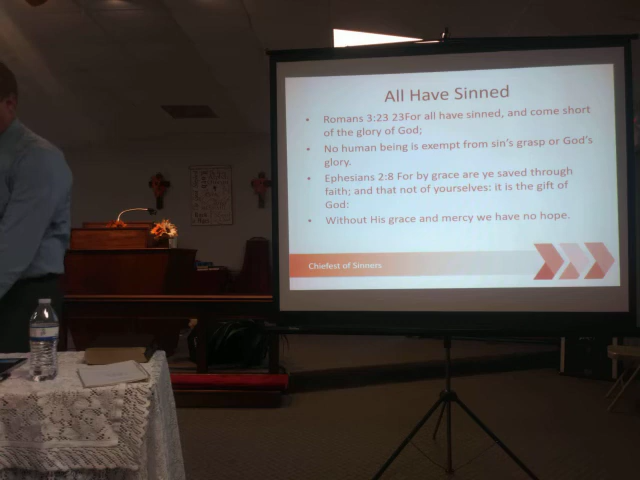 All Have Sinned
• Romans 3:23 23For all have sinned, and come short
of the glory of God;
• No human being is exempt from sin's grasp or God's
glory.
• Ephesians 2:8 For by grace are ye saved through
faith; and that not of yourselves: it is the gift of
God:
• Without His grace and mercy we have no hope.
Chiefest of Sinners